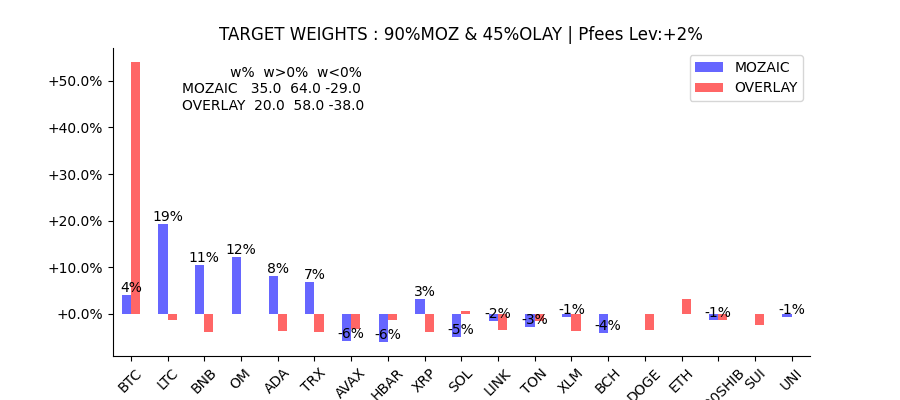 TARGET WEIGHTS : 90%MOZ & 45%OLAY | Pfees Lev:+2%
w% w>0% w<0%
MOZAIC 35.0 64.0 -29.0
OVERLAY 20.0 58.0 -38.0
MOZAIC
OVERLAY
+50.0%
+40.0%
+30.0%
+20.0%
+10.0%
+0.0%
4%
19%
11%
12%
8%
7%
-6%
-6%
3%
-5%
-2%
-3%
-1%
-4%
-1%
-1%
BTC
LTC
BNB
OM
ADA
TRX
AVAX
HBAR
XRP
SOL
LINK
TON
XLM
BCH
DOGE
ETH
00SHIB
SUI
UNI